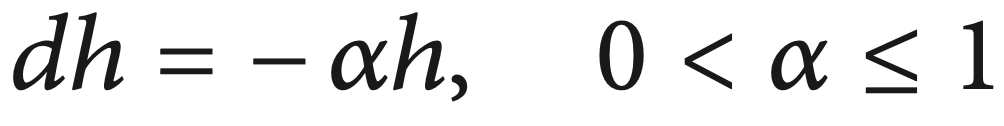 dh = − αh, 0 < α ≤ 1